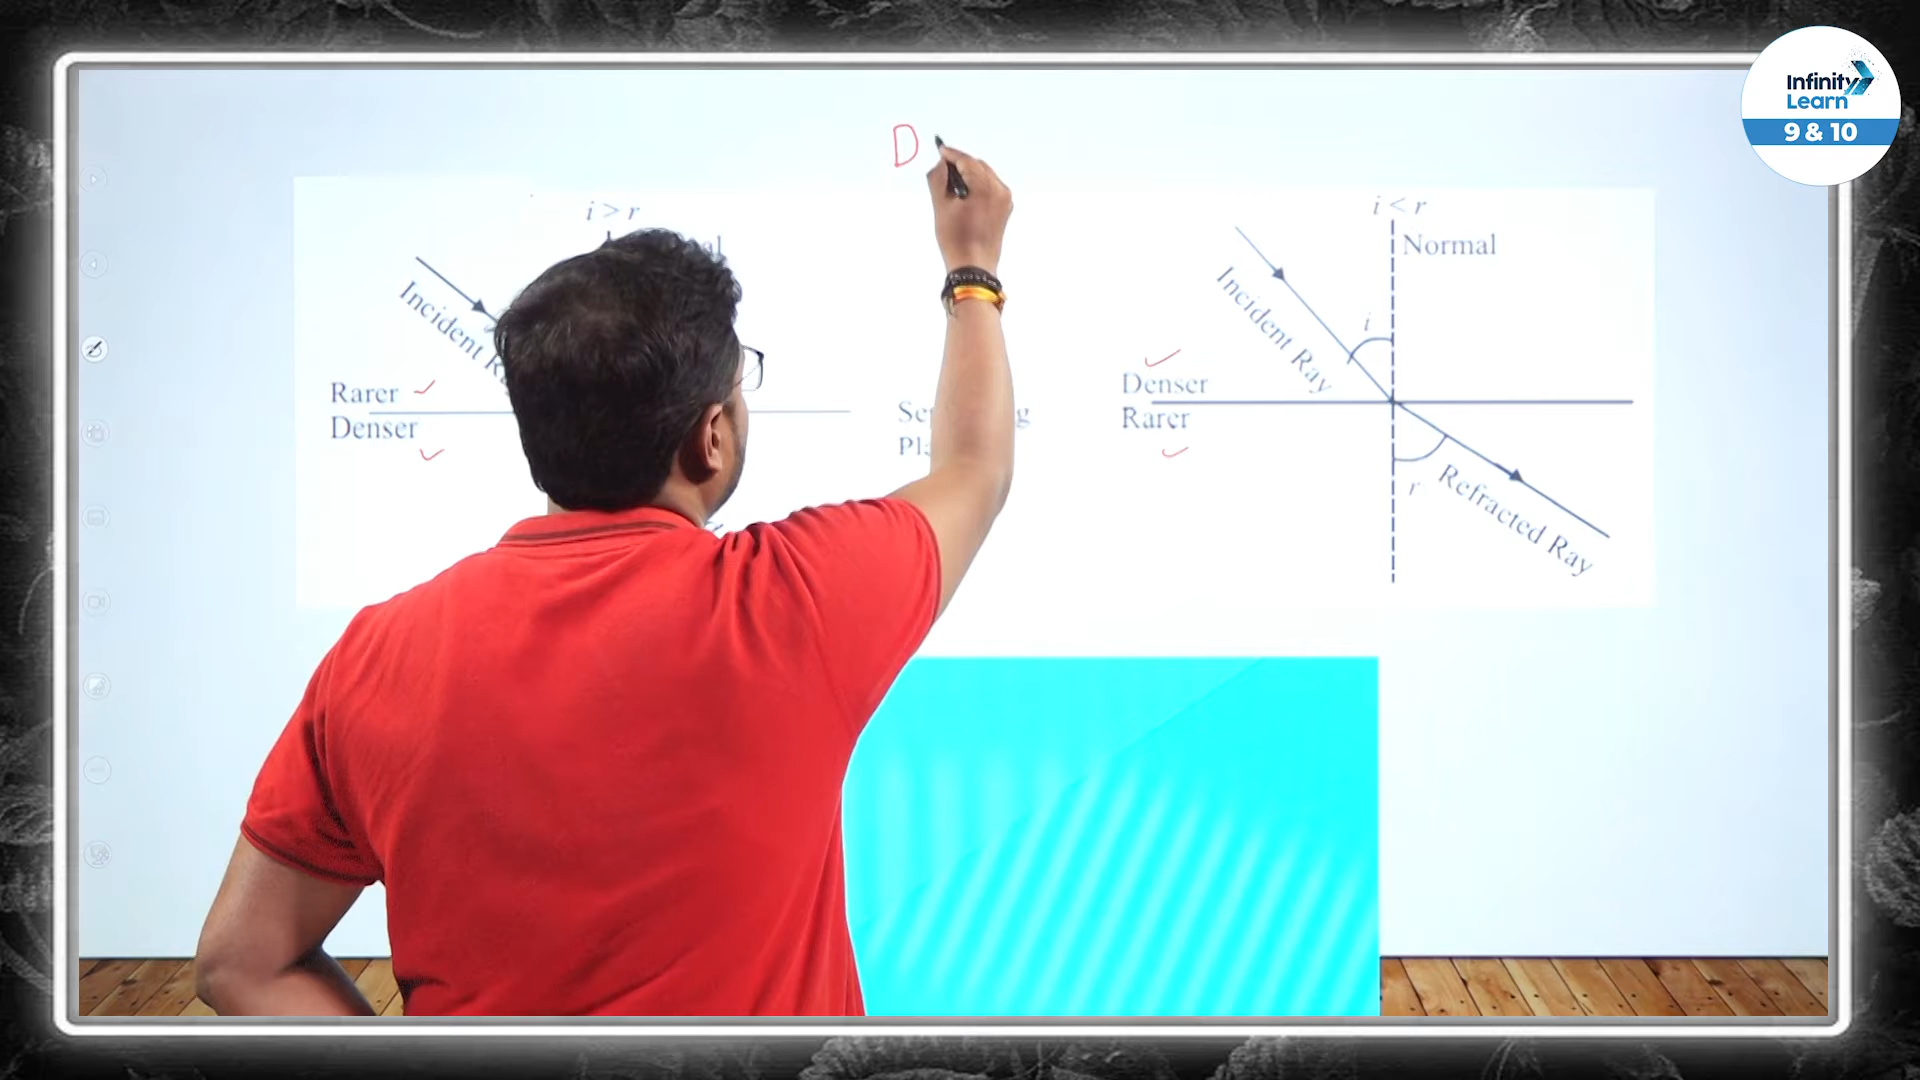 Infinity
Learn
9 & 10
D
i > r
Incident
Rarer
Denser
i < r
Normal
Incident Ray
i
Denser
Rarer
r
Refracted Ray